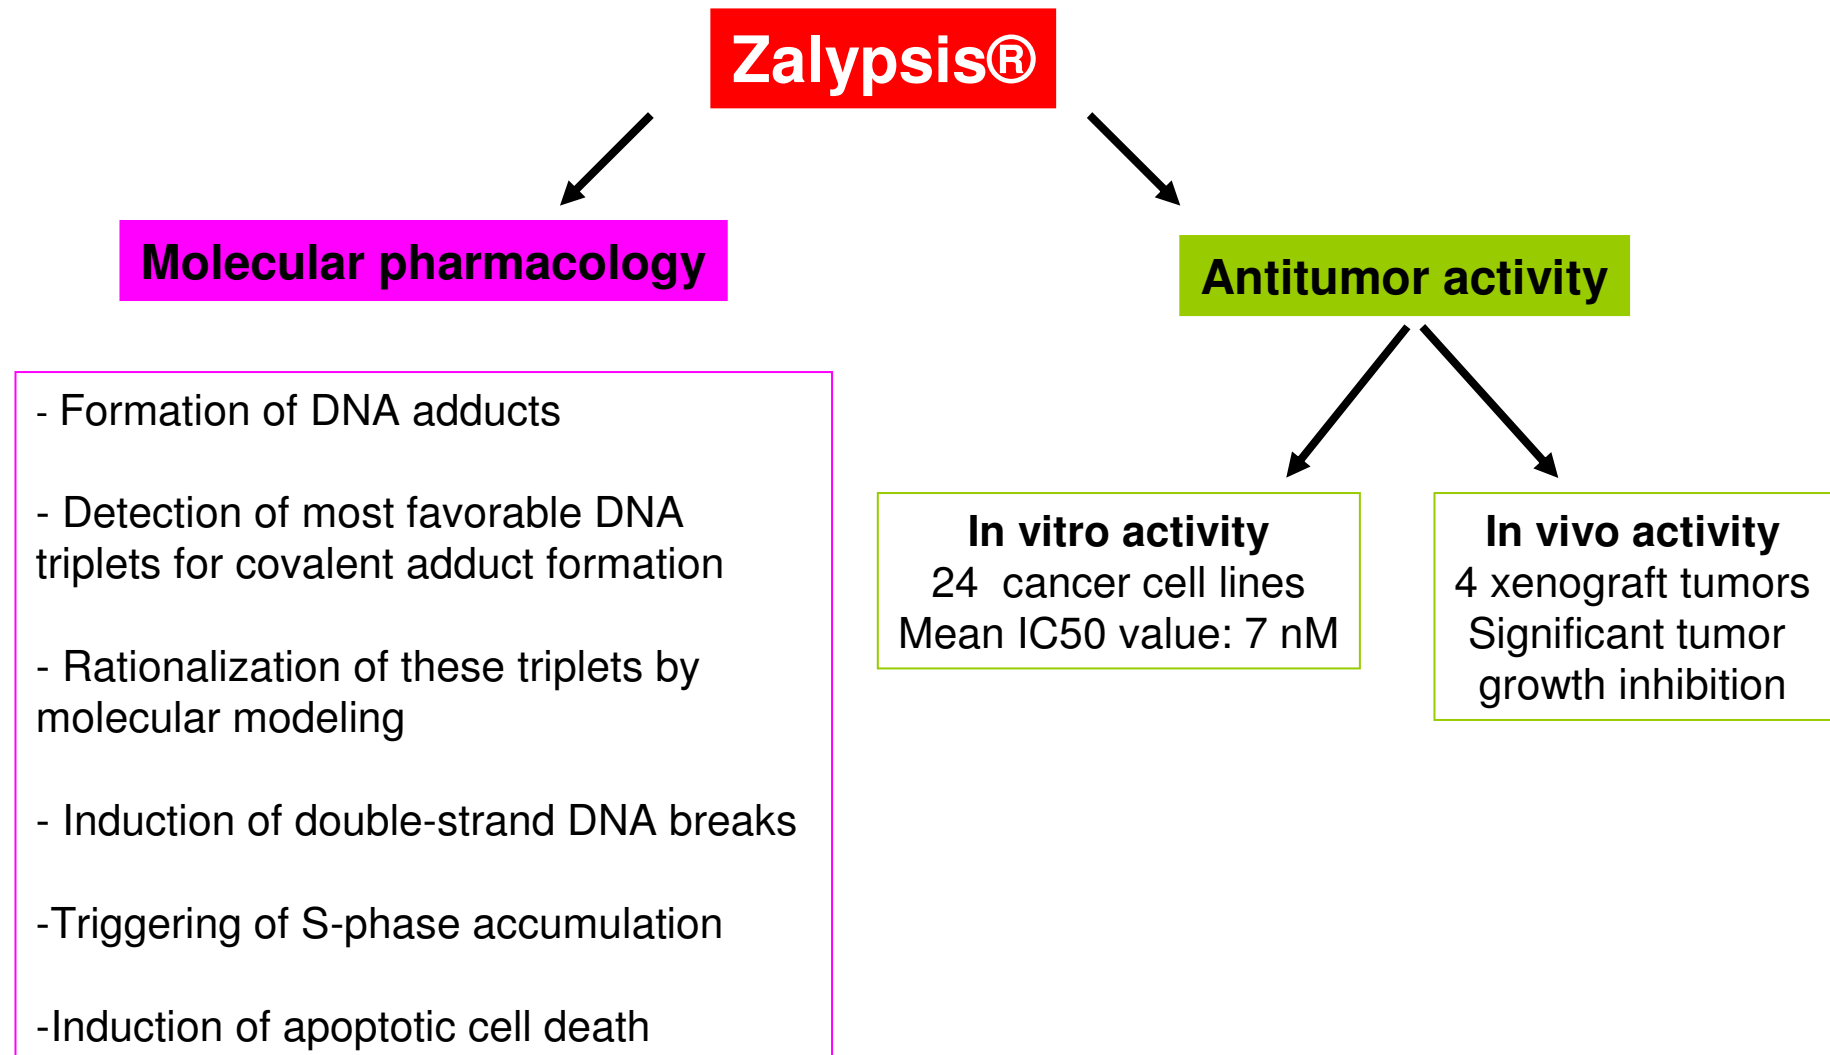 Zalypsis®
Molecular pharmacology
- Formation of DNA adducts
- Detection of most favorable DNA
triplets for covalent adduct formation
- Rationalization of these triplets by
molecular modeling
- Induction of double-strand DNA breaks
-Triggering of S-phase accumulation
-Induction of apoptotic cell death
Antitumor activity
In vitro activity
24  cancer cell lines
Mean IC50 value: 7 nM
In vivo activity
4 xenograft tumors
Significant tumor
growth inhibition